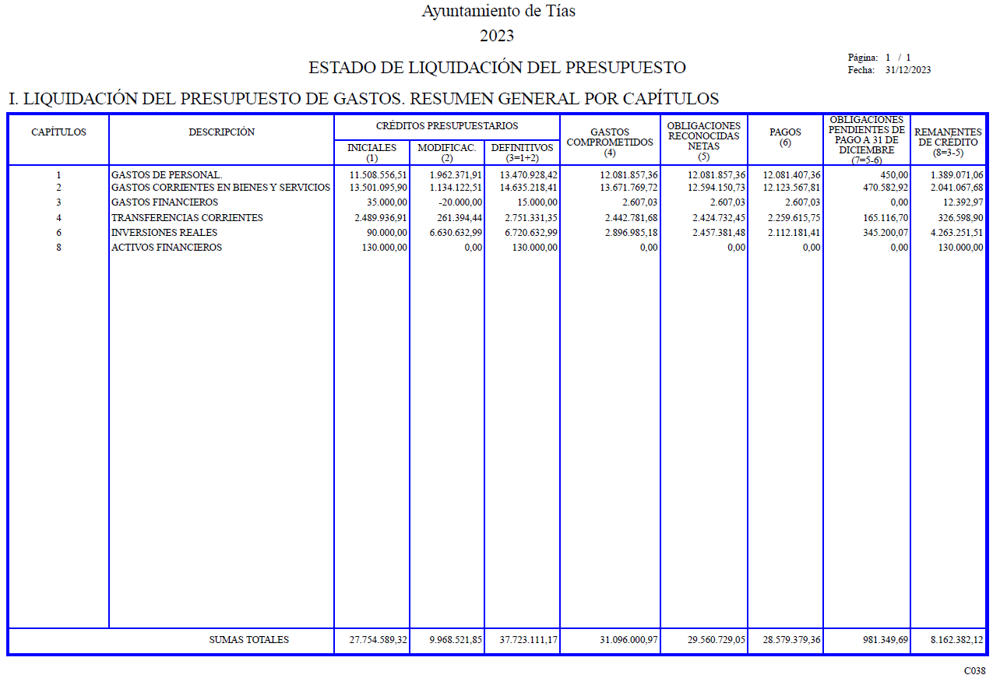 Ayuntamiento de Tías
2023
ESTADO DE LIQUIDACIÓN DEL PRESUPUESTO
Página: 1 / 1
Fecha: 31/12/2023
I. LIQUIDACIÓN DEL PRESUPUESTO DE GASTOS. RESUMEN GENERAL POR CAPÍTULOS
CAPÍTULOS
DESCRIPCIÓN
CRÉDITOS PRESUPUESTARIOS
INICIALES
(1)
MODIFICAC.
(2)
DEFINITIVOS
(3=1+2)
GASTOS
COMPROMETIDOS
(4)
OBLIGACIONES
RECONOCIDAS
NETAS
(5)
PAGOS
(6)
OBLIGACIONES
PENDIENTES DE
PAGO A 31 DE
DICIEMBRE
(7=5-6)
REMANENTES
DE CRÉDITO
(8=3-5)
1 GASTOS DE PERSONAL. 11.508.556,51 1.962.371,91 13.470.928,42 12.081.857,36 12.081.857,36 12.081.407,36 450,00 1.389.071,06
2 GASTOS CORRIENTES EN BIENES Y SERVICIOS 13.501.095,90 1.134.122,51 14.635.218,41 13.671.769,72 12.594.150,73 12.123.567,81 470.582,92 2.041.067,68
3 GASTOS FINANCIEROS 35.000,00 -20.000,00 15.000,00 2.607,03 2.607,03 2.607,03 0,00 12.392,97
4 TRANSFERENCIAS CORRIENTES 2.489.936,91 261.394,44 2.751.331,35 2.442.781,68 2.424.732,45 2.259.615,75 165.116,70 326.598,90
6 INVERSIONES REALES 90.000,00 6.630.632,99 6.720.632,99 2.896.985,18 2.457.381,48 2.112.181,41 345.200,07 4.263.251,51
8 ACTIVOS FINANCIEROS 130.000,00 0,00 130.000,00 0,00 0,00 0,00 0,00 130.000,00
SUMAS TOTALES 27.754.589,32 9.968.521,85 37.723.111,17 31.096.000,97 29.560.729,05 28.579.379,36 981.349,69 8.162.382,12
C038